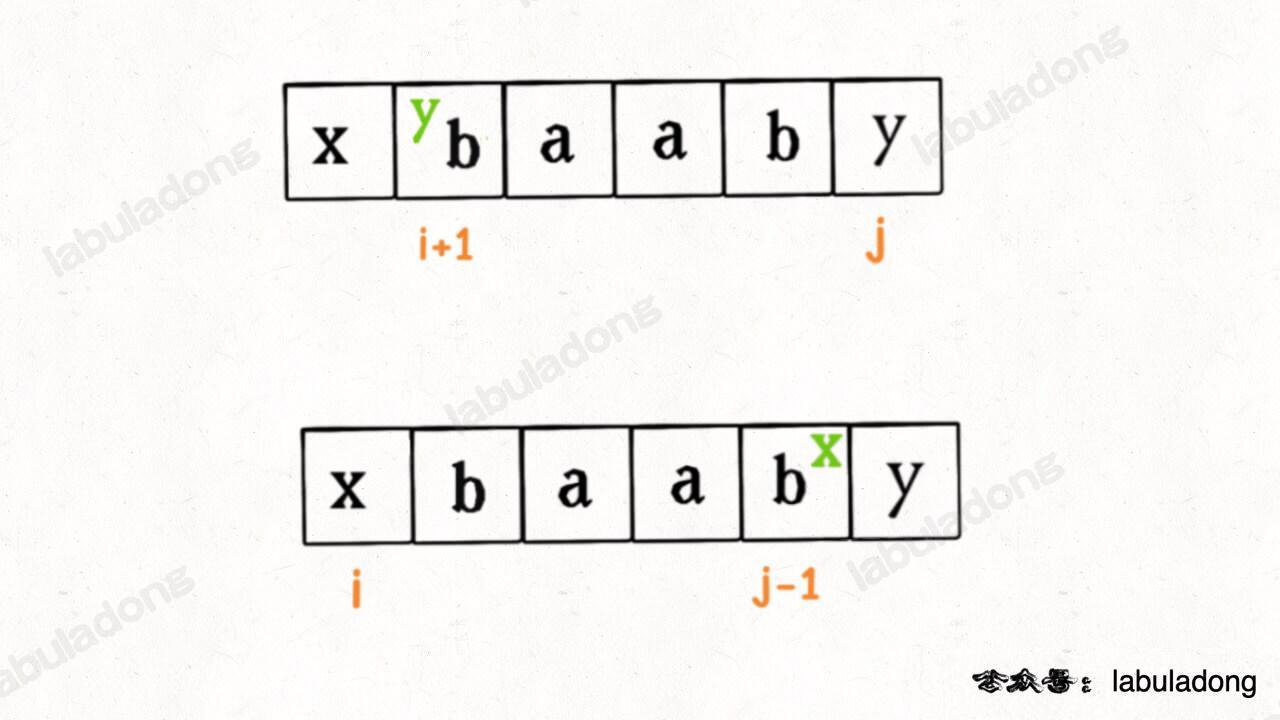 x y b a a b y
i+1 j
x b a a b x y
i j-1
公众号： labuladong
labuladong
labuladong
labuladong
labuladong
labuladong